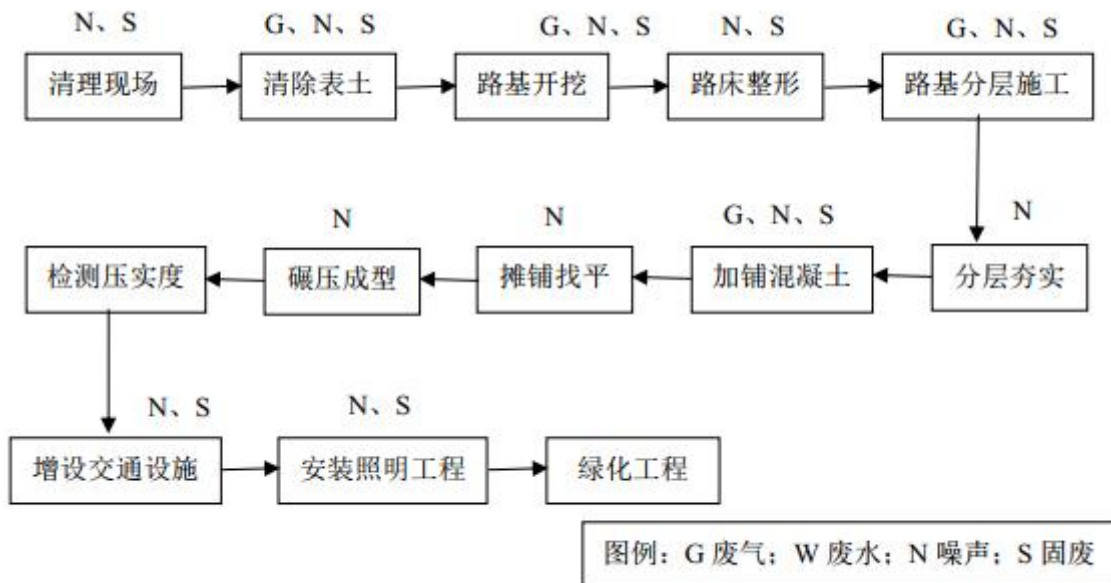 N、S G、N、S G、N、S N、S G、N、S
清理现场 清除表土 路基开挖 路床整形 路基分层施工
N N G、N、S N
检测压实度 碾压成型 摊铺找平 加铺混凝土 分层夯实
N、S N、S
增设交通设施 安装照明工程 绿化工程
图例：G 废气；W 废水；N 噪声；S 固废